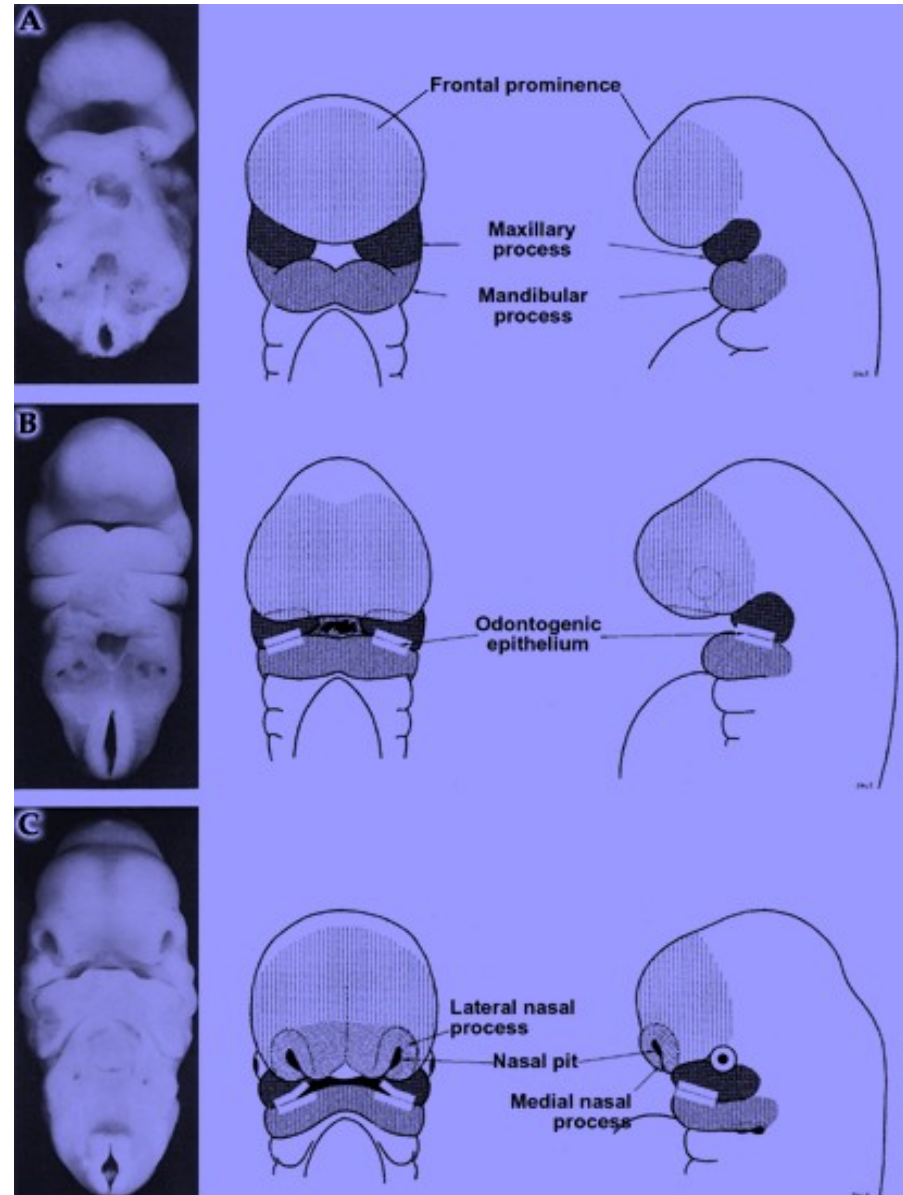 A
Frontal prominence
Maxillary
process
Mandibular
process
B
Odontogenic
epithelium
C
Lateral nasal
process
Nasal pit
Medial nasal
process